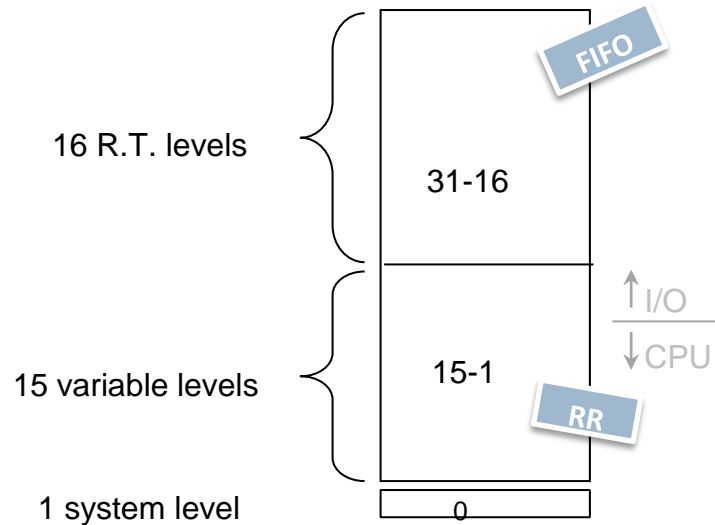 FIFO
16 R.T. levels
31-16
I/O
CPU
15 variable levels
15-1
RR
1 system level
0